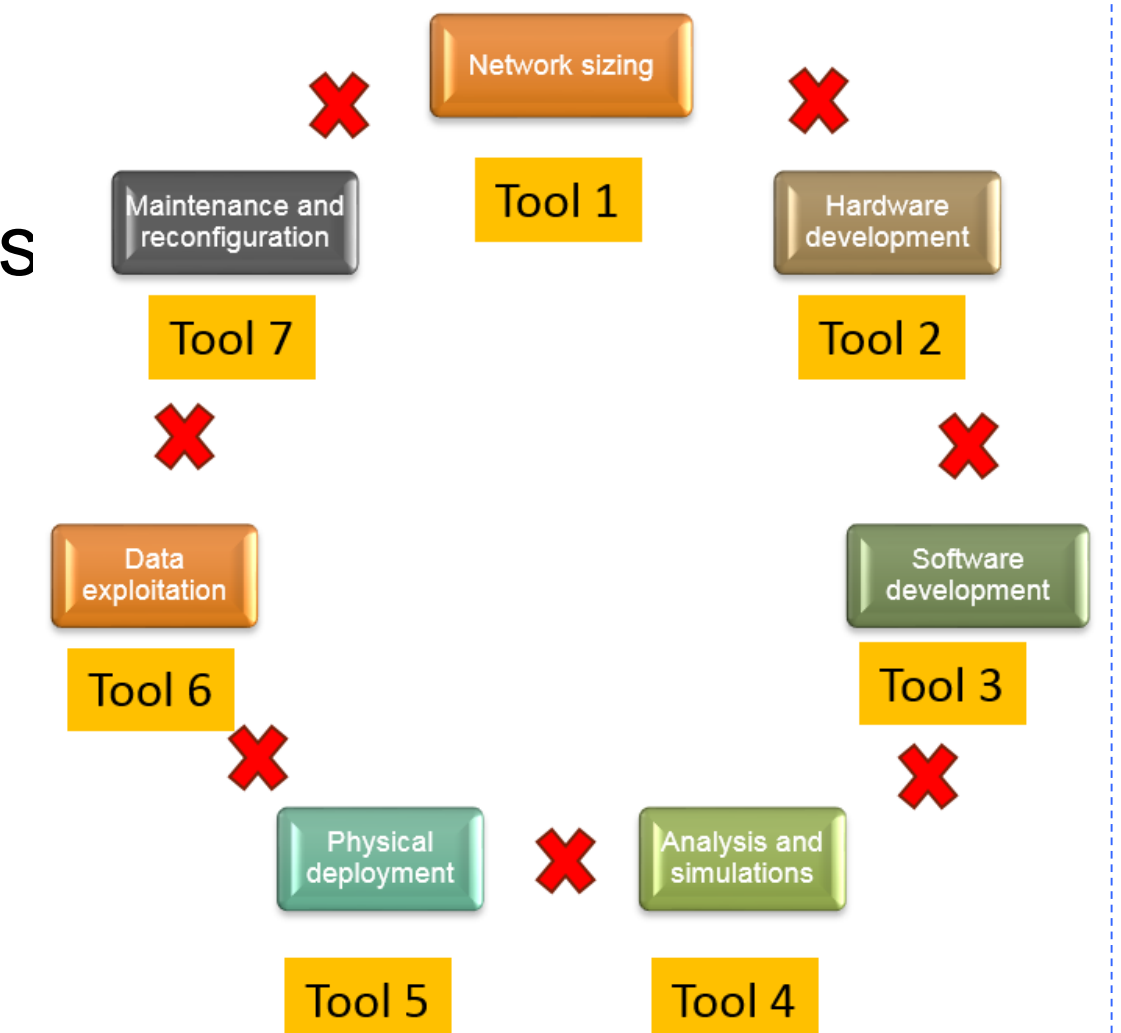 Network sizing
Tool 1
Hardware
development
Tool 2
Software
development
Tool 3
Analysis and
simulations
Tool 4
Physical
deployment
Tool 5
Data
exploitation
Tool 6
Maintenance and
reconfiguration
Tool 7
s